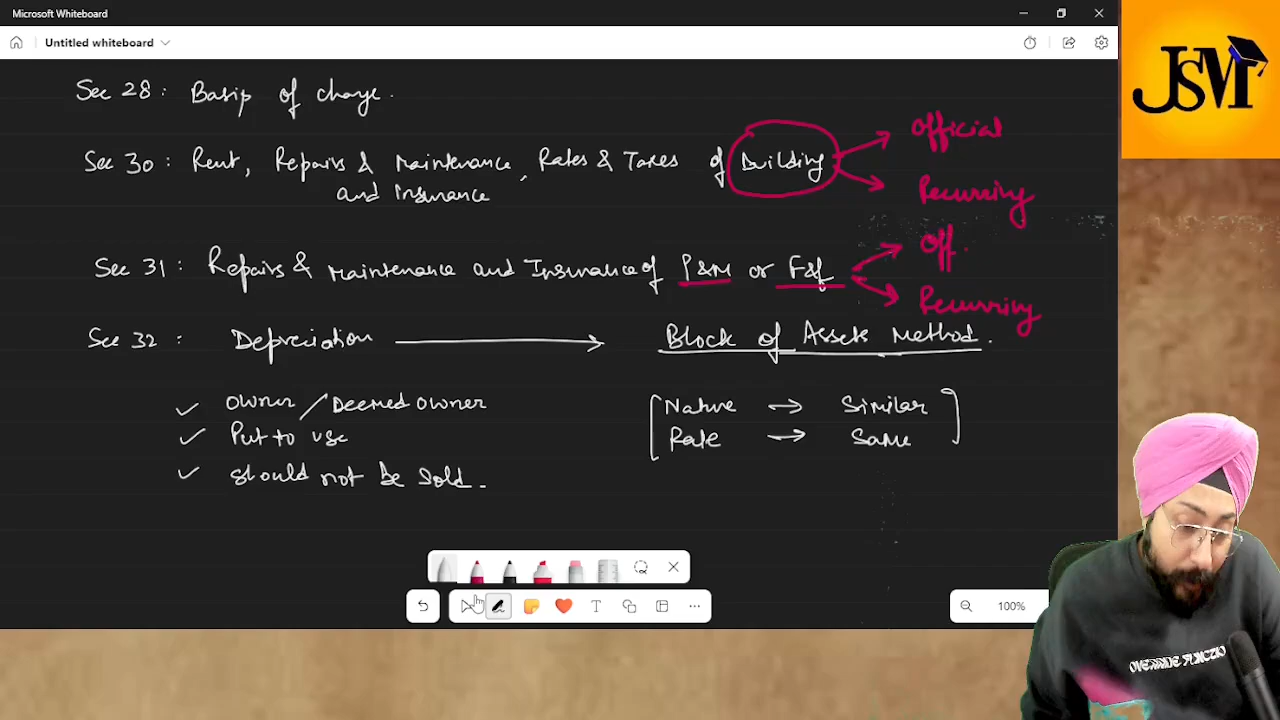 Microsoft Whiteboard
Untitled whiteboard
JSM
Sec 28 : Basis of charge.
Official
Sec 30 : Rent, Repairs & Maintenance, Rates & Taxes of Building
and Insurance
Recurring
Off.
Sec 31 : Repairs & Maintenance and Insurance of P&M or F&f
Recurring
Sec 32 : Depreciation Block of Assets Method.
Owner / Deemed owner
Nature → Similar
Put to use
Rate → Same
Should not be sold.
100%